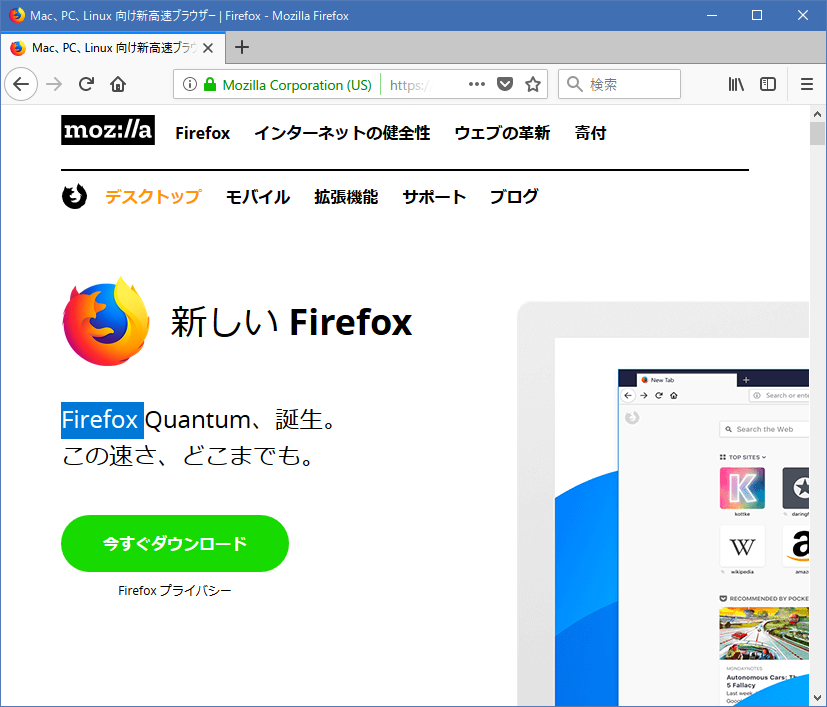 Mac、PC、Linux 向け新高速ブラウザー | Firefox - Mozilla Firefox
Mac、PC、Linux 向け新高速ブラウ
Mozilla Corporation (US)
https:/
検索
moz://a
Firefox
インターネットの健全性
ウェブの革新
寄付
デスクトップ
モバイル
拡張機能
サポート
ブログ
新しい Firefox
Firefox Quantum、誕生。
この速さ、どこまでも。
今すぐダウンロード
Firefox プライバシー
New Tab
Search or ente
Search the Web
TOP SITES
K
kottke
daringf
W
wikipedia
a
amaz
RECOMMENDED BY POCKE
MONDAYNOTES
Autonomous Cars: Th
5 Fallacy
Last week
Goog